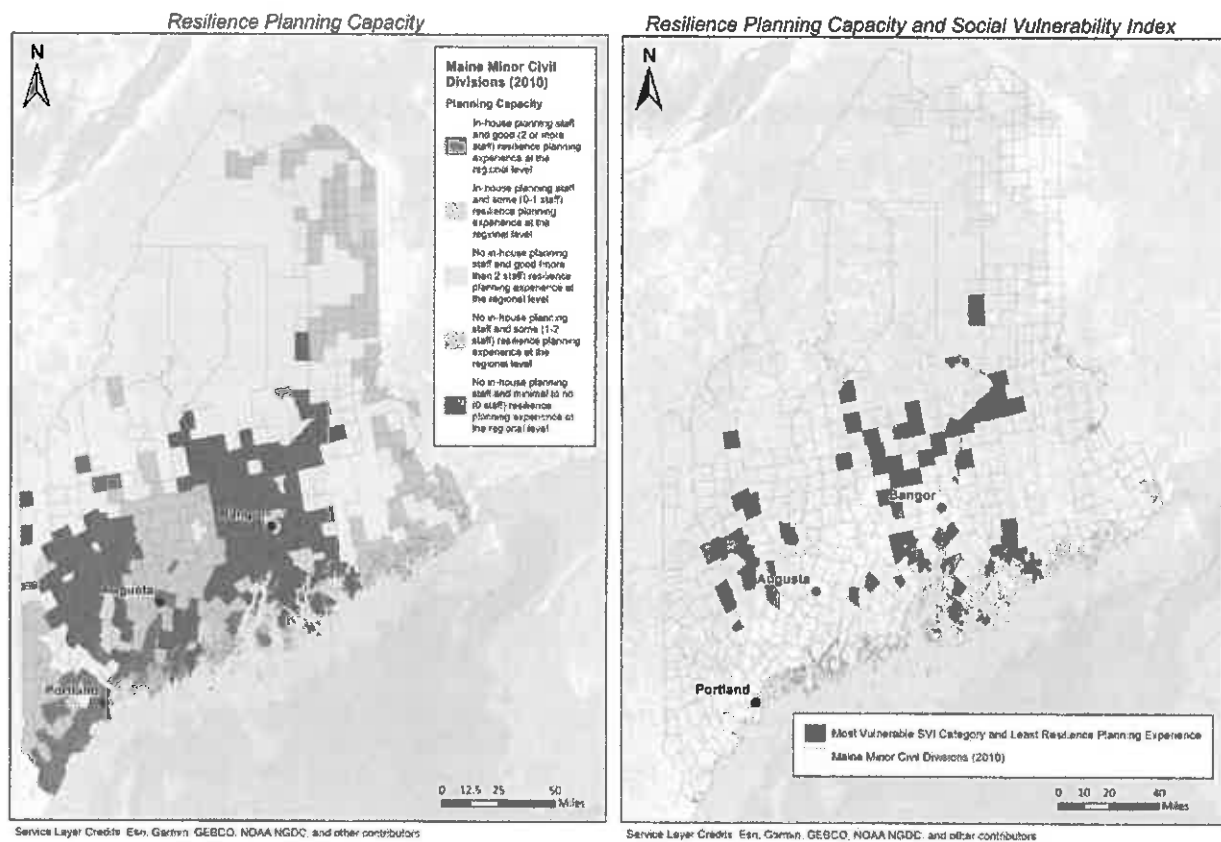 Resilience Planning Capacity
N
Maine Minor Civil
Divisions (2010)
Planning Capacity
In-house planning staff
and good (2 or more
staff) resilience planning
experience at the
regional level
In-house planning staff
and some (0-1 staff)
resilience planning
experience at the
regional level
No in-house planning
staff and good (more
than 2 staff) resilience
planning experience at
the regional level
No in-house planning
staff and some (1-2
staff) resilience planning
experience at the
regional level
No in-house planning
staff and minimal to no
(0 staff) resilience
planning experience at
the regional level
Bangor
Augusta
Portland
0 12.5 25 50
Miles
Service Layer Credits: Esri, Garmin, GEBCO, NOAA NGDC, and other contributors
Resilience Planning Capacity and Social Vulnerability Index
N
Bangor
Augusta
Portland
Most Vulnerable SVI Category and Least Resilience Planning Experience
Maine Minor Civil Divisions (2010)
0 10 20 40
Miles
Service Layer Credits: Esri, Garmin, GEBCO, NOAA NGDC, and other contributors